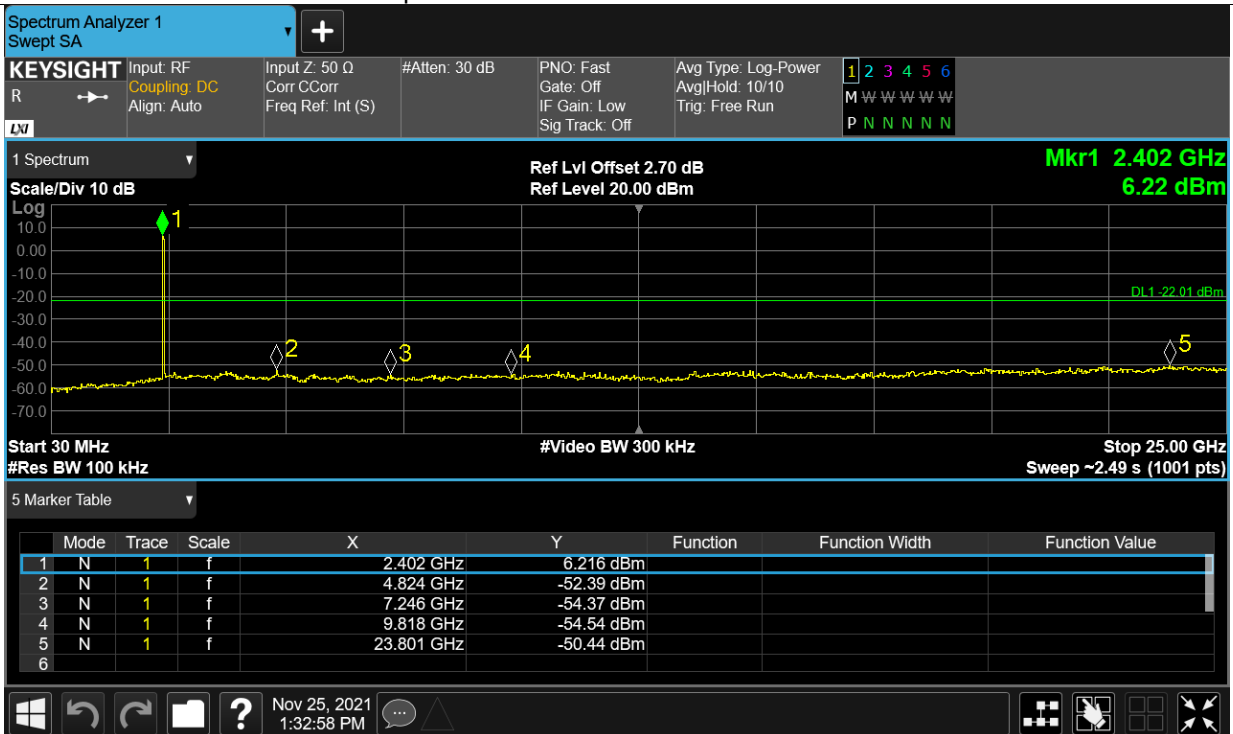 Spectrum Analyzer 1
Swept SA
+
KEYSIGHT Input: RF Input Z: 50 Ω #Atten: 30 dB PNO: Fast Avg Type: Log-Power 1 2 3 4 5 6
R Coupling: DC Corr CCorr Gate: Off Avg|Hold: 10/10 M W W W W W
Align: Auto Freq Ref: Int (S) IF Gain: Low Trig: Free Run
LXI Sig Track: Off P N N N N N
1 Spectrum Ref Lvl Offset 2.70 dB Mkr1 2.402 GHz
Scale/Div 10 dB Ref Level 20.00 dBm 6.22 dBm
Log
1
10.0
0.00
-10.0
-20.0
DL1 -22.01 dBm
-30.0
-40.0
2 3 4 5
-50.0
-60.0
-70.0
Start 30 MHz #Video BW 300 kHz Stop 25.00 GHz
#Res BW 100 kHz Sweep ~2.49 s (1001 pts)
5 Marker Table
Mode Trace Scale X Y Function Function Width Function Value
1 N 1 f 2.402 GHz 6.216 dBm
2 N 1 f 4.824 GHz -52.39 dBm
3 N 1 f 7.246 GHz -54.37 dBm
4 N 1 f 9.818 GHz -54.54 dBm
5 N 1 f 23.801 GHz -50.44 dBm
6
? Nov 25, 2021
1:32:58 PM